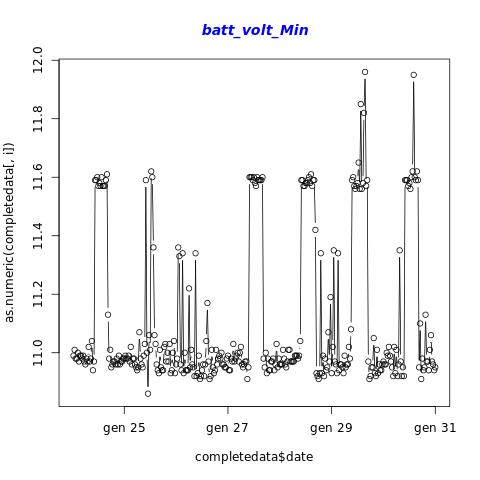 batt_volt_Min
as.numeric(completedata[, i])
12.0
11.8
11.6
11.4
11.2
11.0
gen 25
gen 27
gen 29
gen 31
completedata$date